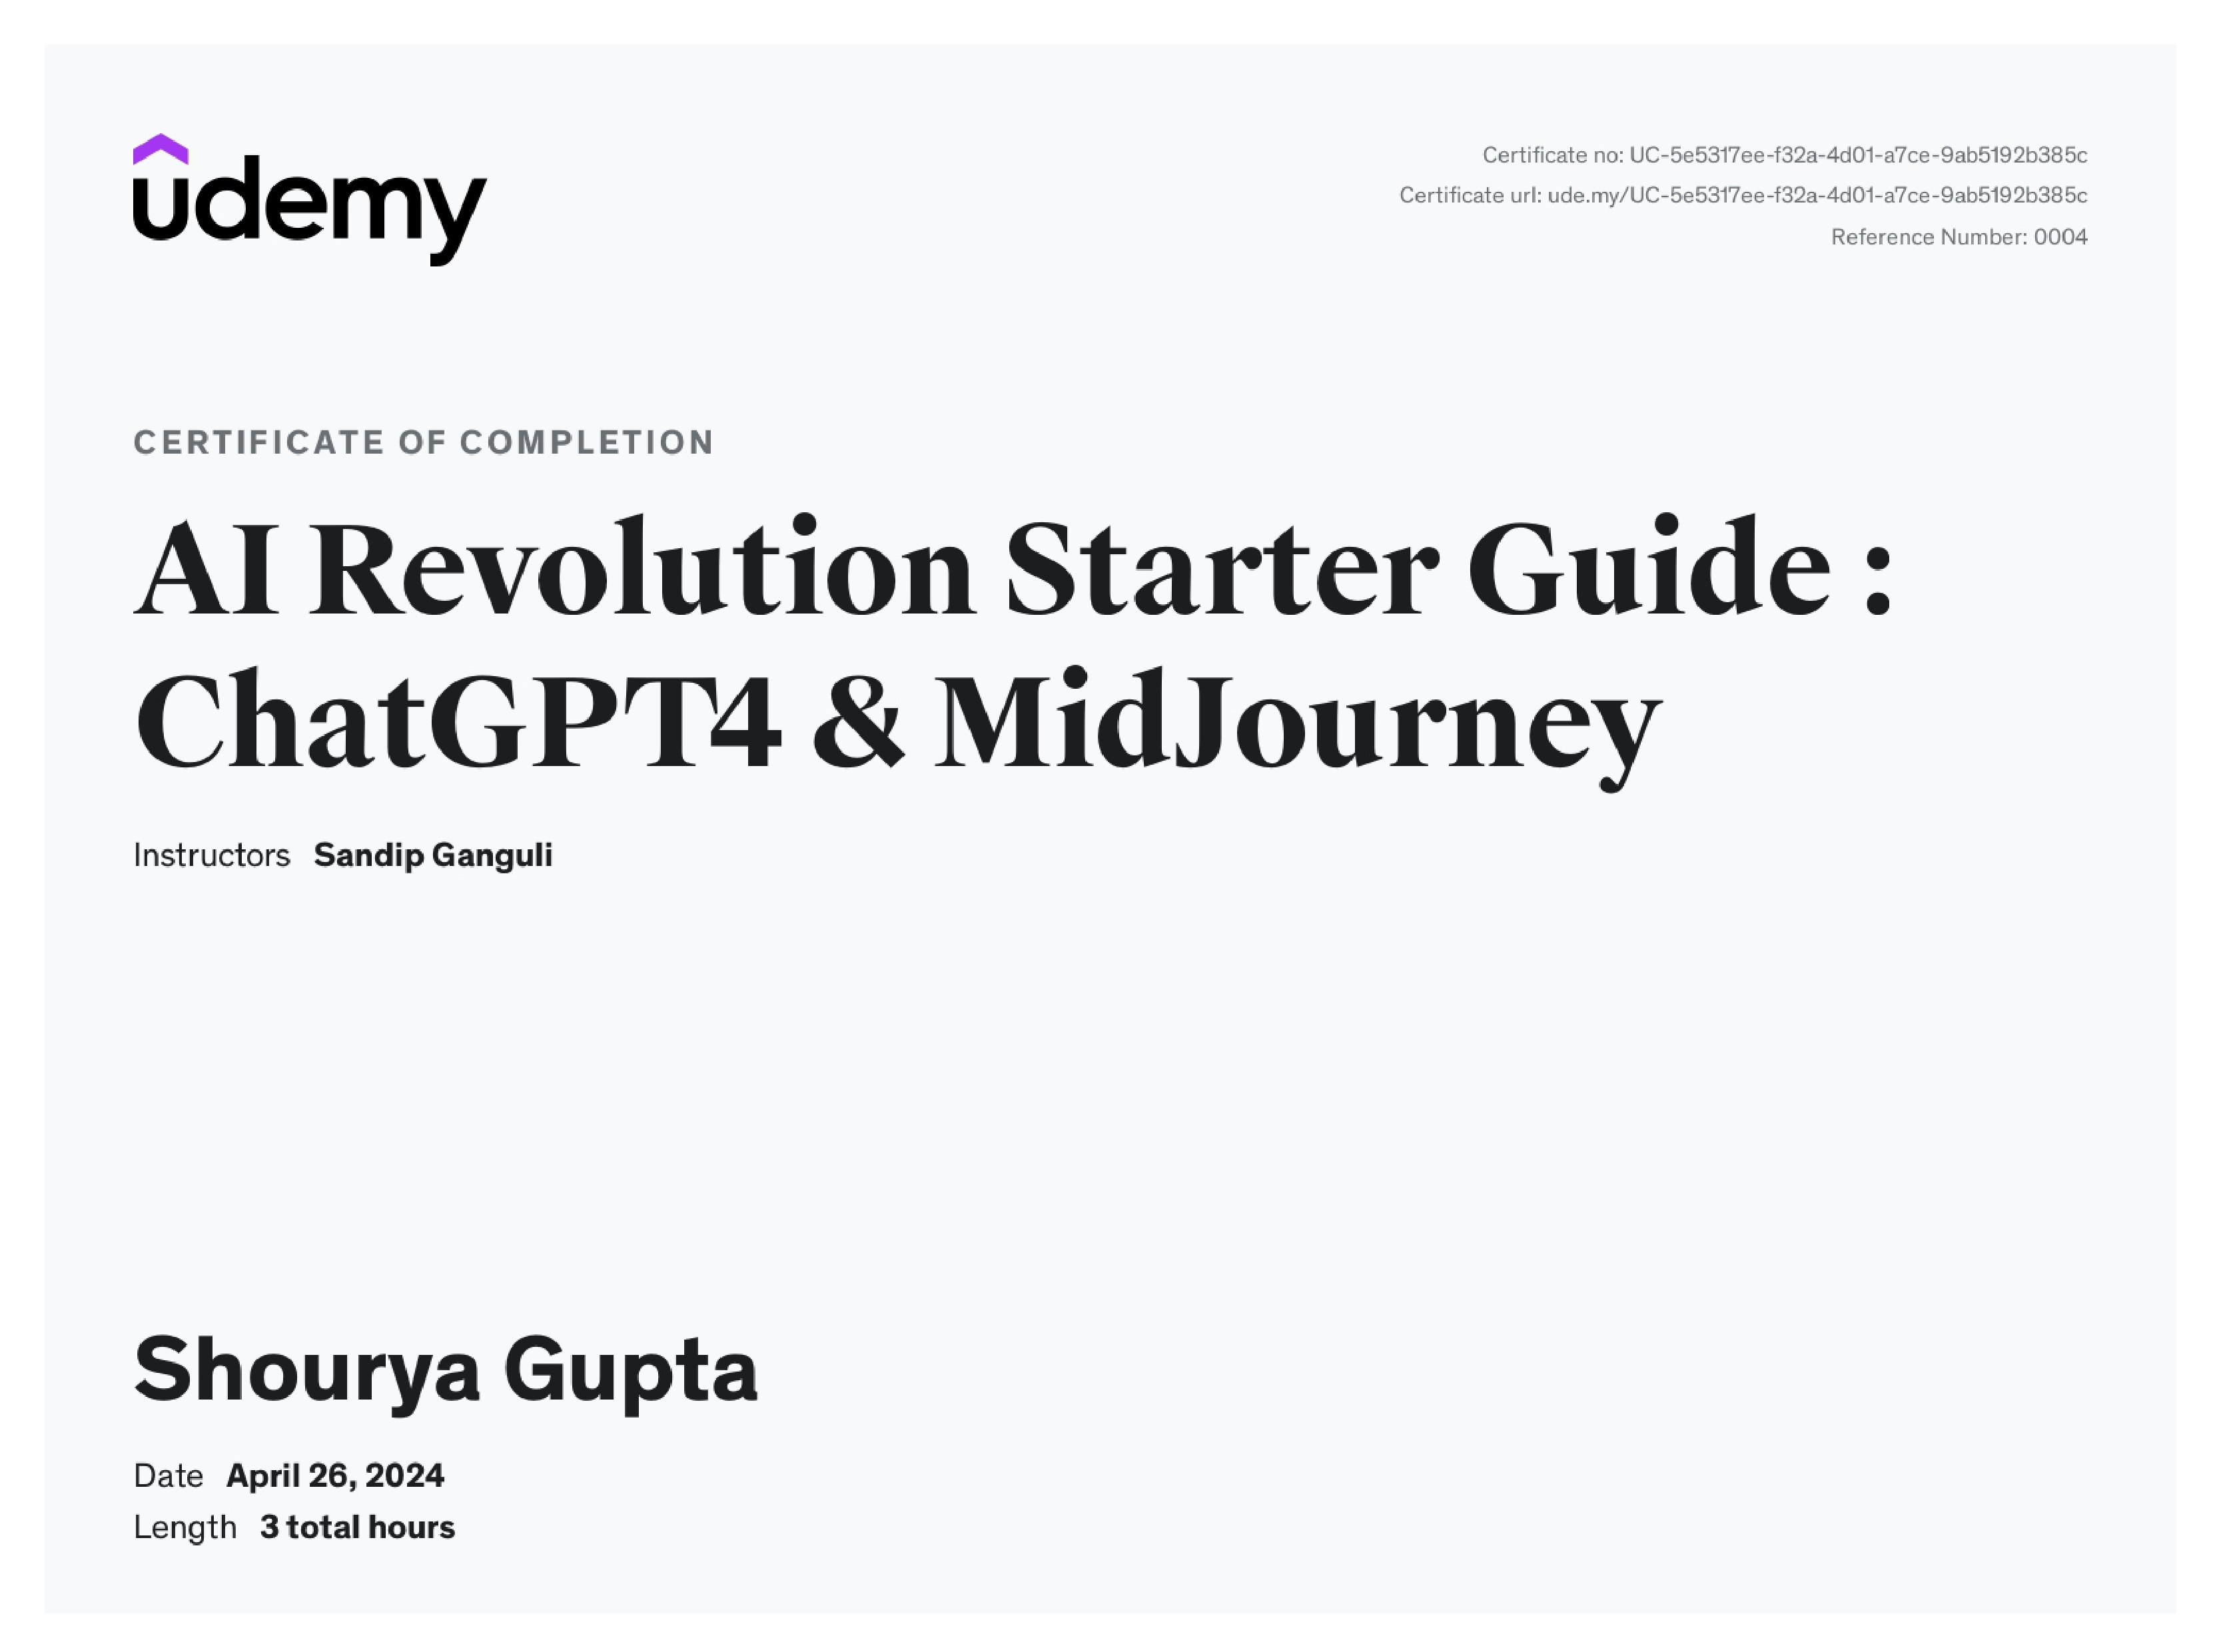 udemy
Certificate no: UC-5e5317ee-f32a-4d01-a7ce-9ab5192b385c
Certificate url: ude.my/UC-5e5317ee-f32a-4d01-a7ce-9ab5192b385c
Reference Number: 0004
CERTIFICATE OF COMPLETION
AI Revolution Starter Guide :
ChatGPT4 & MidJourney
Instructors Sandip Ganguli
Shourya Gupta
Date April 26, 2024
Length 3 total hours